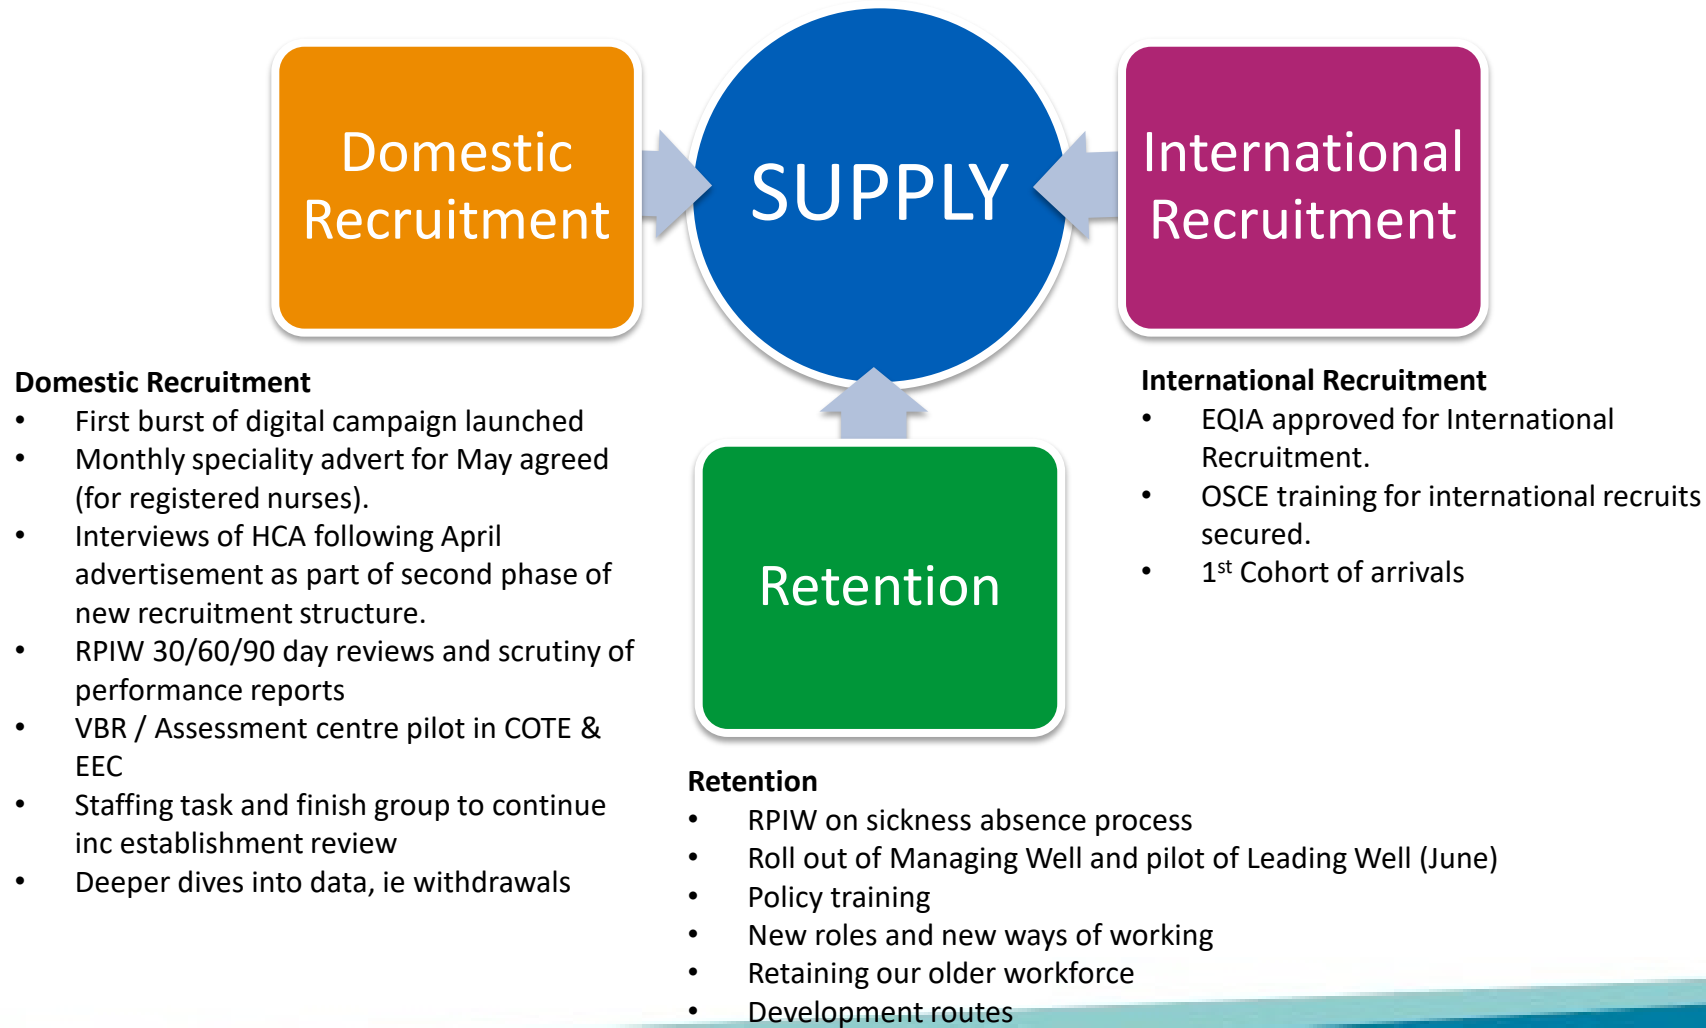 Domestic
Recruitment
SUPPLY
International
Recruitment
Retention
Domestic Recruitment
• First burst of digital campaign launched
• Monthly speciality advert for May agreed
(for registered nurses).
• Interviews of HCA following April
advertisement as part of second phase of
new recruitment structure.
• RPIW 30/60/90 day reviews and scrutiny of
performance reports
• VBR / Assessment centre pilot in COTE &
EEC
• Staffing task and finish group to continue
inc establishment review
• Deeper dives into data, ie withdrawals
International Recruitment
• EQIA approved for International
Recruitment.
• OSCE training for international recruits
secured.
• 1st Cohort of arrivals
Retention
• RPIW on sickness absence process
• Roll out of Managing Well and pilot of Leading Well (June)
• Policy training
• New roles and new ways of working
• Retaining our older workforce
• Development routes